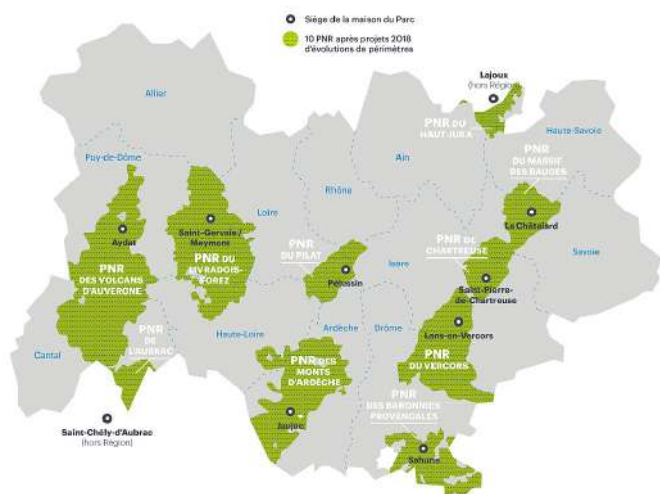 Siège de la maison du Parc
10 PNR après projets 2018
d'évolutions de périmètres
Allier
Lajoux
(hors Région)
PNR DU
HAUT-JURA
Haute-Savoie
Ain
Puy-de-Dôme
PNR
DU MASSIF
DES BAUGES
Rhône
Loire
Le Châtelard
Aydat
Saint-Gervais /
Meymont
PNR
DU PILAT
PNR DE
CHARTREUSE
Savoie
PNR
DES VOLCANS
D'AUVERGNE
PNR DU
LIVRADOIS-
FOREZ
Pélussin
Isère
Saint-Pierre-
de-Chartreuse
Haute-Loire
Ardèche
Drôme
Lans-en-Vercors
PNR
DE
L'AUBRAC
Cantal
PNR DES
MONTS
D'ARDÈCHE
PNR
DU VERCORS
PNR
DES BARONNIES
PROVENÇALES
Jaujac
Saint-Chély-d'Aubrac
(hors Région)
Sahune